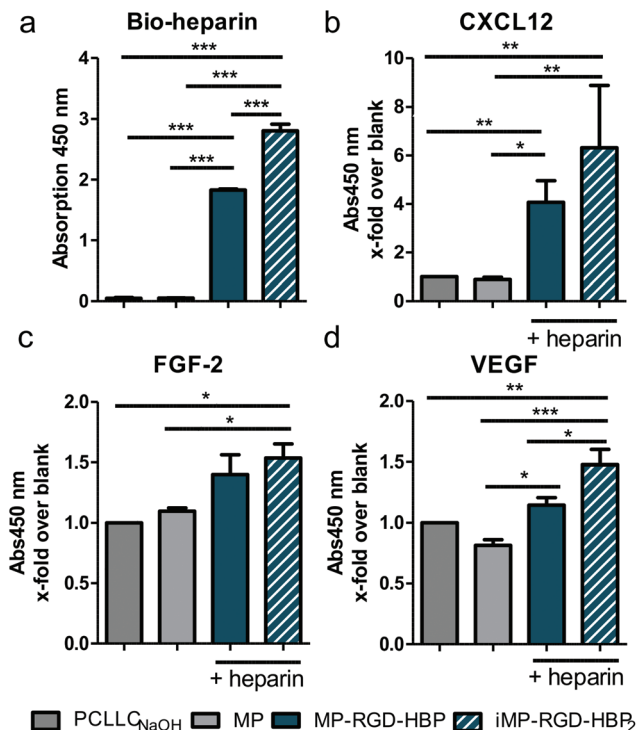 a
Bio-heparin
Absorption 450 nm
4
3
2
1
0
***
***
***
***
***
b
CXCL12
Abs450 nm
x-fold over blank
10
8
6
4
2
0
**
**
**
*
+ heparin
c
FGF-2
Abs450 nm
x-fold over blank
2.0
1.5
1.0
0.5
0.0
*
*
+ heparin
d
VEGF
Abs450 nm
x-fold over blank
2.0
1.5
1.0
0.5
0.0
**
***
*
*
+ heparin
PCLLC NaOH MP MP-RGD-HBP iMP-RGD-HBP2